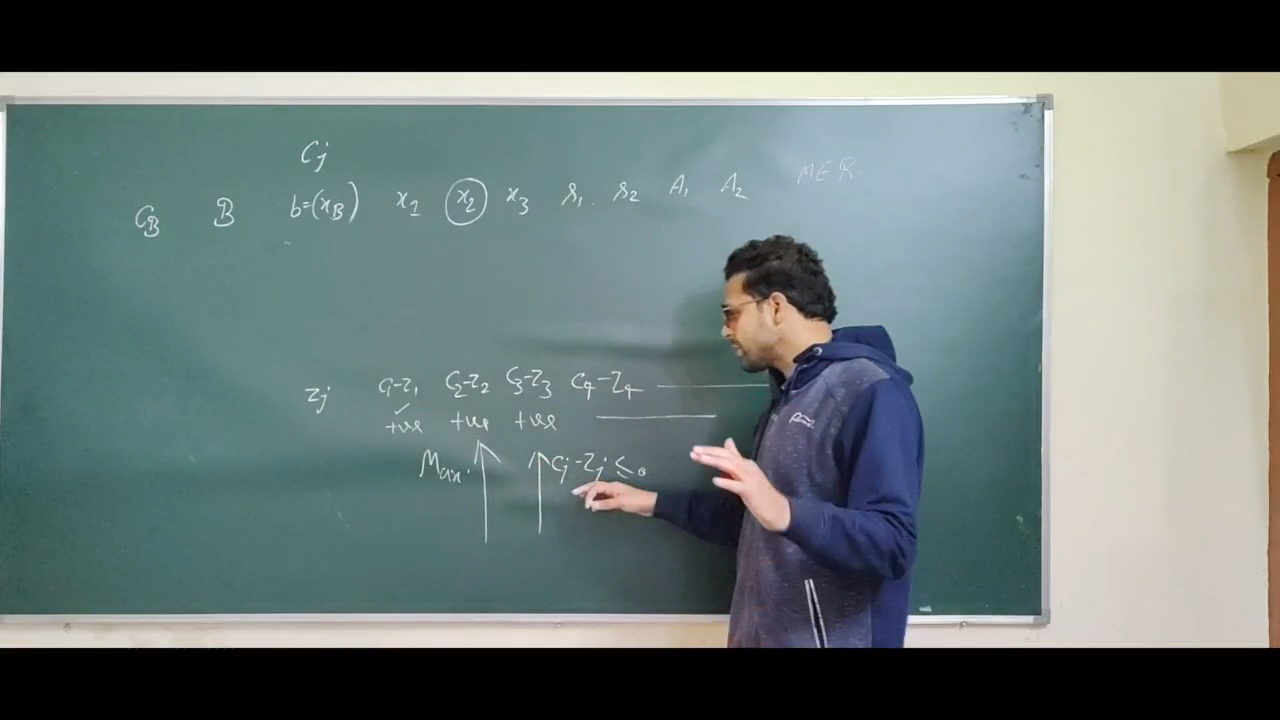 Cj
CB B b=(xB) x1 x2 x3 s1 s2 A1 A2 MER.
Zj C1-Z1 C2-Z2 C3-Z3 C4-Z4
✓
+ve +ve +ve
Max. Cj-Zj ≤ 0